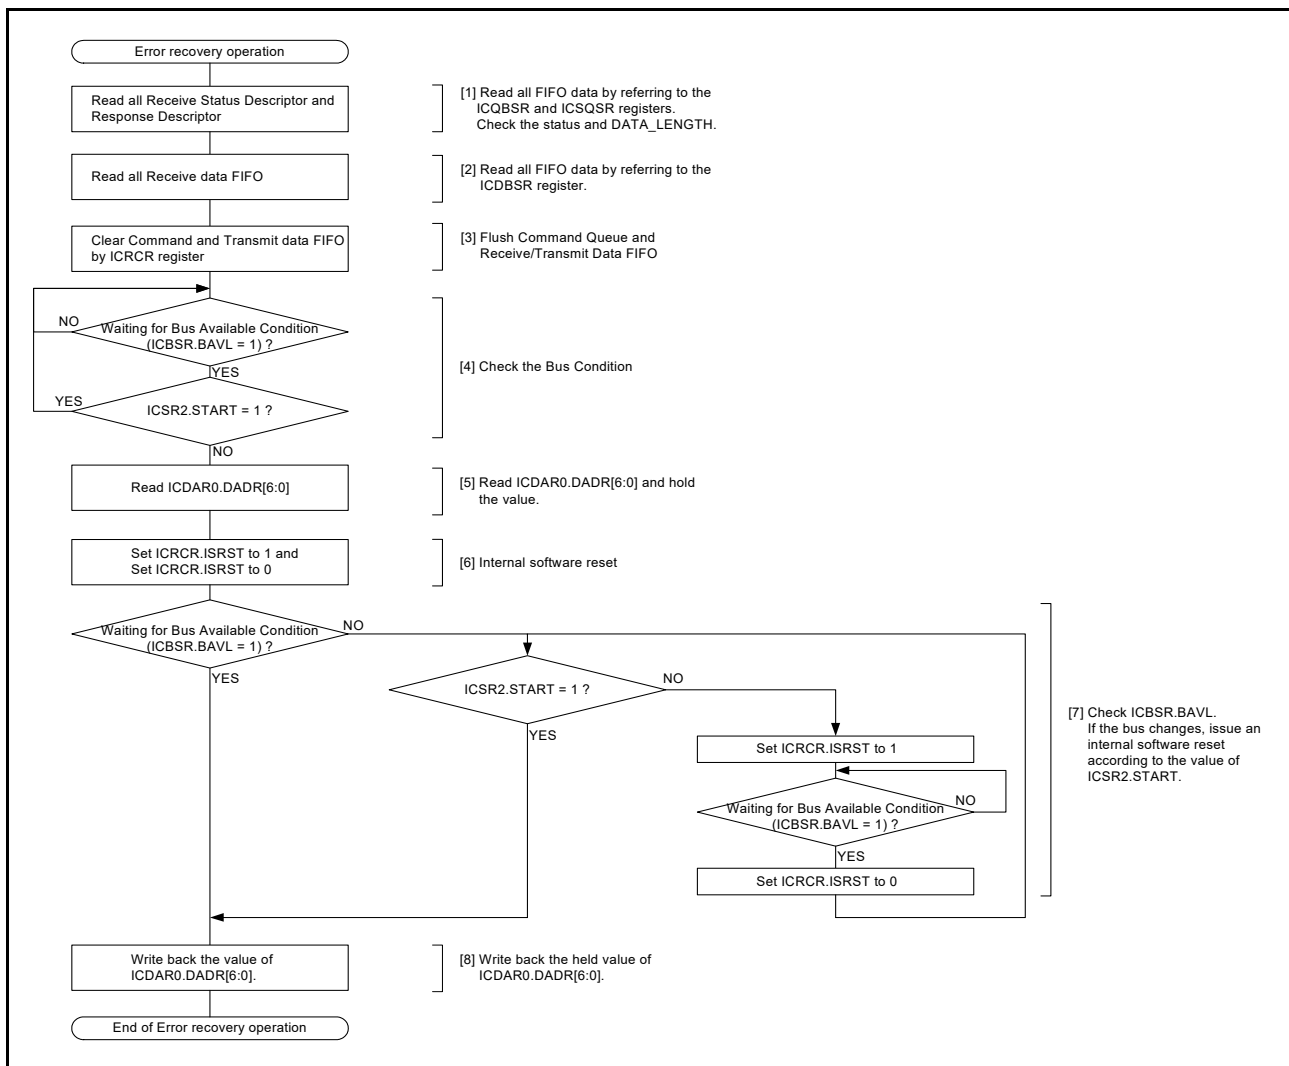 Error recovery operation
Read all Receive Status Descriptor and
Response Descriptor
[1] Read all FIFO data by referring to the
ICQBSR and ICSQSR registers.
Check the status and DATA_LENGTH.
Read all Receive data FIFO
[2] Read all FIFO data by referring to the
ICDBSR register.
Clear Command and Transmit data FIFO
by ICRCR register
[3] Flush Command Queue and
Receive/Transmit Data FIFO
NO
Waiting for Bus Available Condition
(ICBSR.BAVL = 1) ?
YES
[4] Check the Bus Condition
YES
ICSR2.START = 1 ?
NO
Read ICDAR0.DADR[6:0]
[5] Read ICDAR0.DADR[6:0] and hold
the value.
Set ICRCR.ISRST to 1 and
Set ICRCR.ISRST to 0
[6] Internal software reset
Waiting for Bus Available Condition
(ICBSR.BAVL = 1) ?
NO
YES
ICSR2.START = 1 ?
NO
YES
Set ICRCR.ISRST to 1
Waiting for Bus Available Condition
(ICBSR.BAVL = 1) ?
NO
YES
Set ICRCR.ISRST to 0
[7] Check ICBSR.BAVL.
If the bus changes, issue an
internal software reset
according to the value of
ICSR2.START.
Write back the value of
ICDAR0.DADR[6:0].
[8] Write back the held value of
ICDAR0.DADR[6:0].
End of Error recovery operation